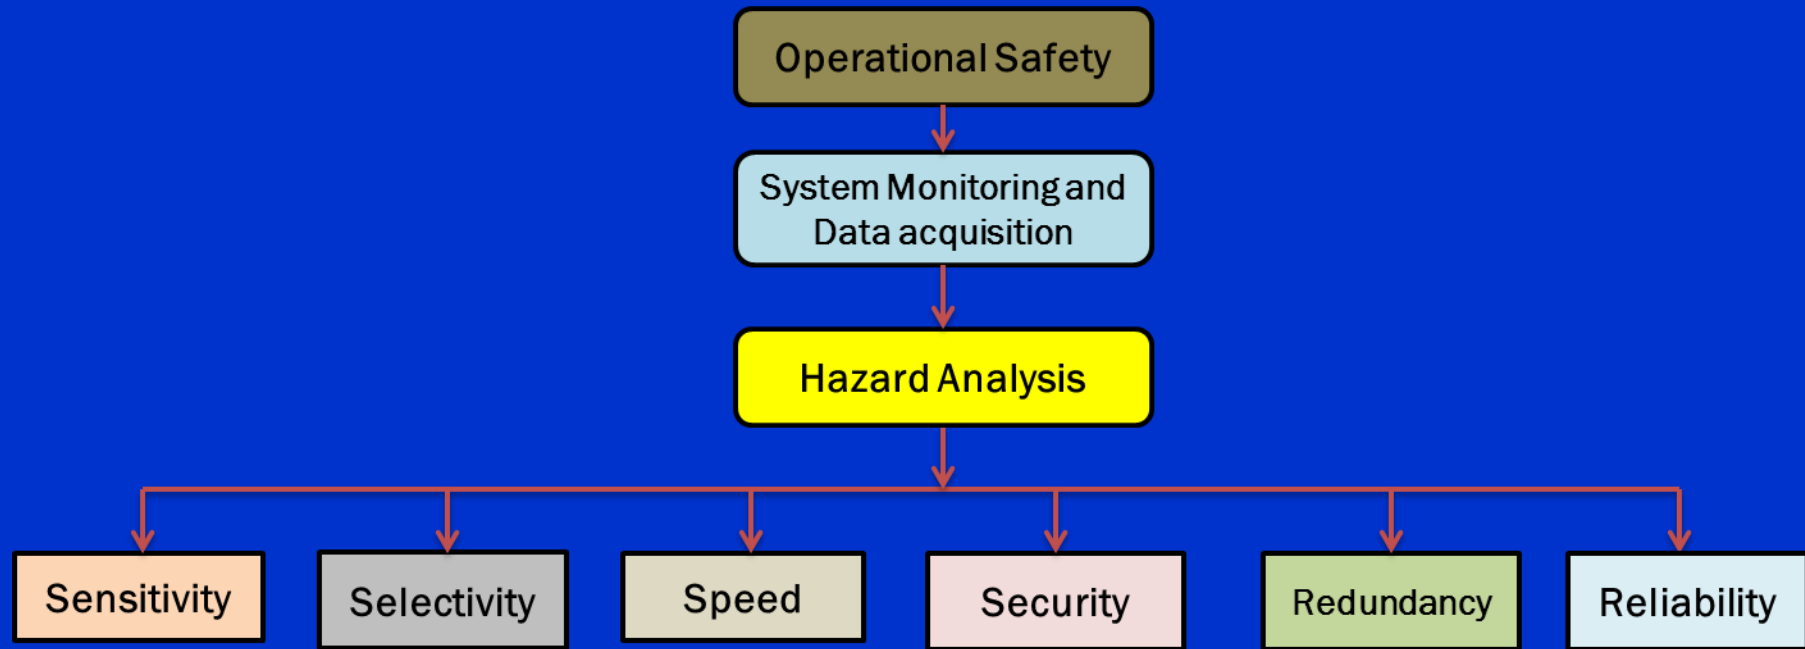 Operational Safety
System Monitoring and
Data acquisition
Hazard Analysis
Sensitivity
Selectivity
Speed
Security
Redundancy
Reliability